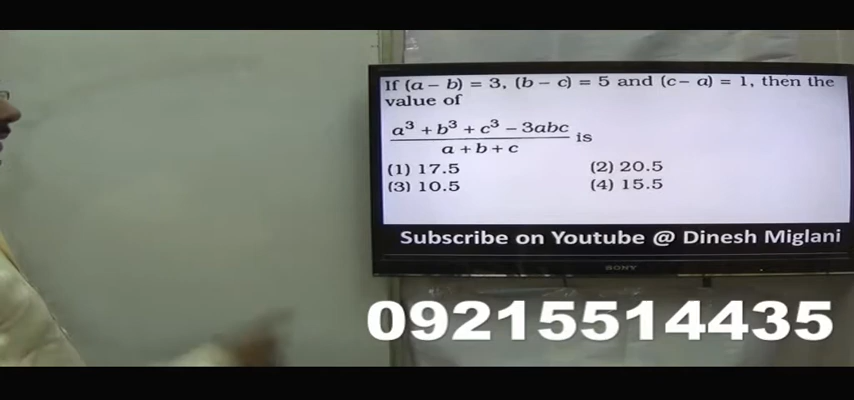 If (a – b) = 3, (b – c) = 5 and (c – a) = 1, then the
value of
a³ + b³ + c³ – 3abc
a + b + c
is
(1) 17.5 (2) 20.5
(3) 10.5 (4) 15.5
Subscribe on Youtube @ Dinesh Miglani
SONY
09215514435